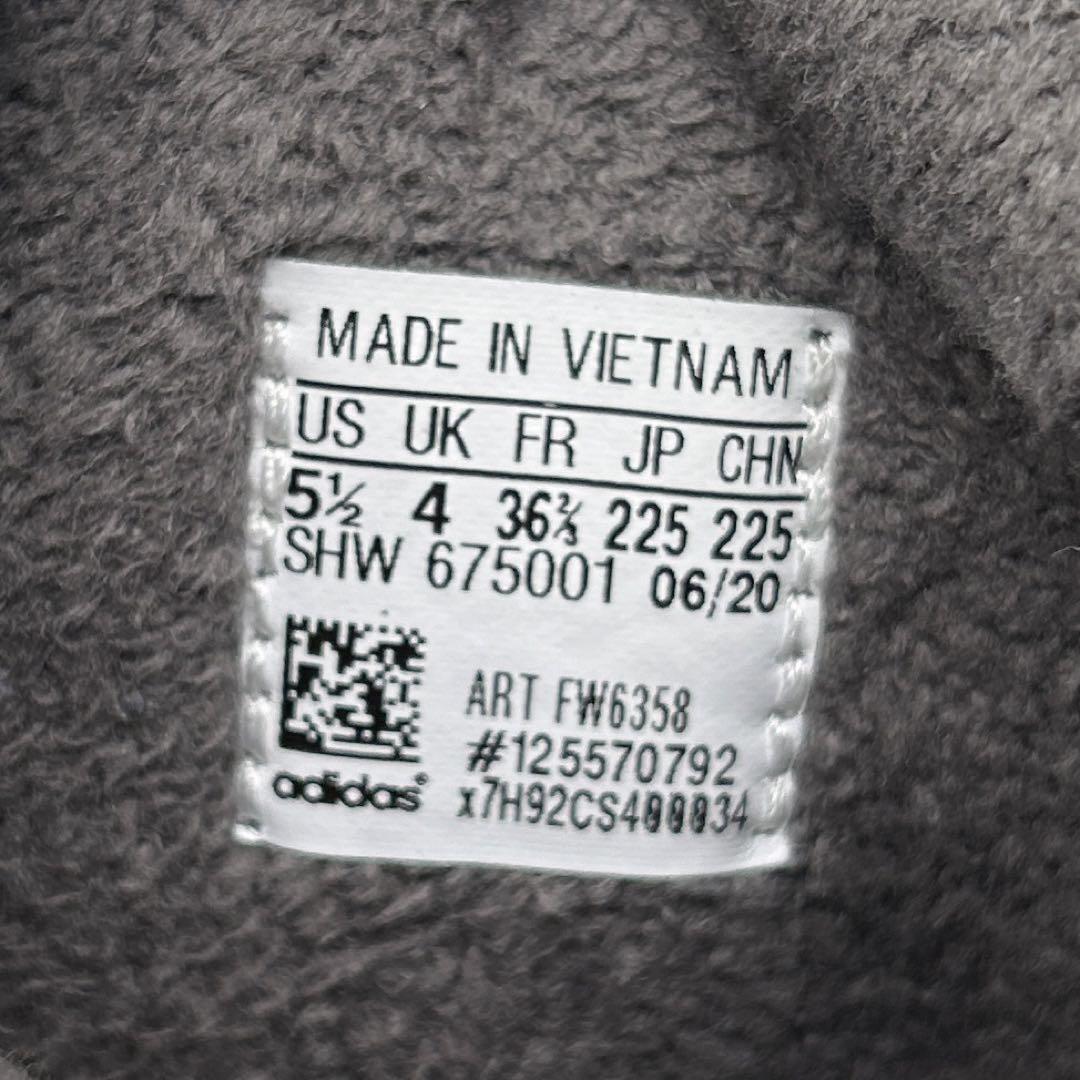 MADE IN VIETNAM
US UK FR JP CHN
5½ 4 36⅔ 225 225
SHW 675001 06/20
ART FW6358
#125570792
x7H92CS400034
adidas®